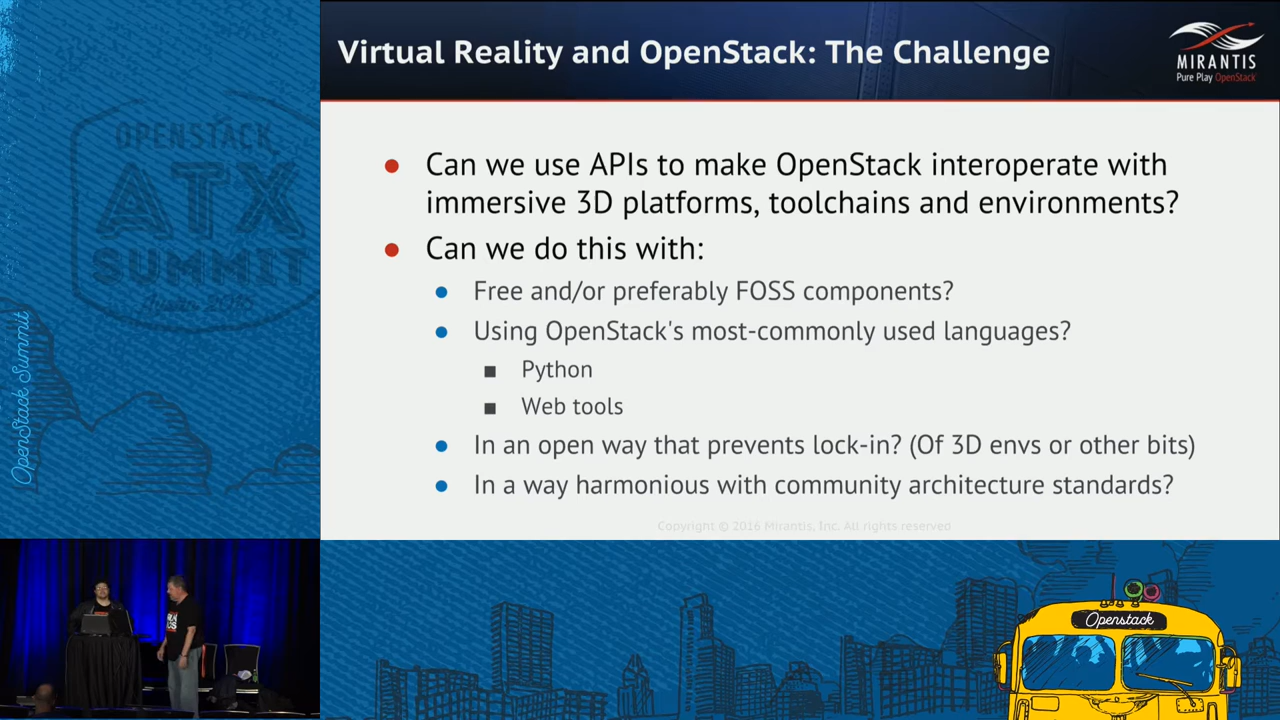 Virtual Reality and OpenStack: The Challenge
MIRANTIS
Pure Play OpenStack
OPENSTACK
ATX
SUMMIT
Austin
OpenStack Summit
● Can we use APIs to make OpenStack interoperate with
immersive 3D platforms, toolchains and environments?
● Can we do this with:
● Free and/or preferably FOSS components?
● Using OpenStack's most-commonly used languages?
■ Python
■ Web tools
● In an open way that prevents lock-in? (Of 3D envs or other bits)
● In a way harmonious with community architecture standards?
Copyright © 2016 Mirantis, Inc. All rights reserved
Openstack